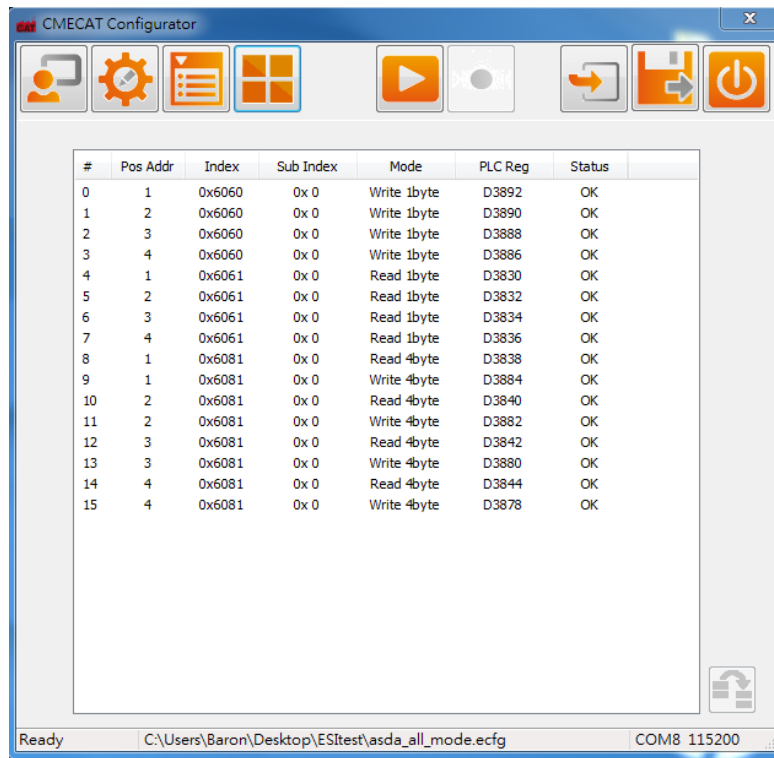 CAT CMECAT Configurator x
# Pos Addr Index Sub Index Mode PLC Reg Status
0 1 0x6060 0x 0 Write 1byte D3892 OK
1 2 0x6060 0x 0 Write 1byte D3890 OK
2 3 0x6060 0x 0 Write 1byte D3888 OK
3 4 0x6060 0x 0 Write 1byte D3886 OK
4 1 0x6061 0x 0 Read 1byte D3830 OK
5 2 0x6061 0x 0 Read 1byte D3832 OK
6 3 0x6061 0x 0 Read 1byte D3834 OK
7 4 0x6061 0x 0 Read 1byte D3836 OK
8 1 0x6081 0x 0 Read 4byte D3838 OK
9 1 0x6081 0x 0 Write 4byte D3884 OK
10 2 0x6081 0x 0 Read 4byte D3840 OK
11 2 0x6081 0x 0 Write 4byte D3882 OK
12 3 0x6081 0x 0 Read 4byte D3842 OK
13 3 0x6081 0x 0 Write 4byte D3880 OK
14 4 0x6081 0x 0 Read 4byte D3844 OK
15 4 0x6081 0x 0 Write 4byte D3878 OK
Ready C:\Users\Baron\Desktop\ESItest\asda_all_mode.ecfg COM8 115200